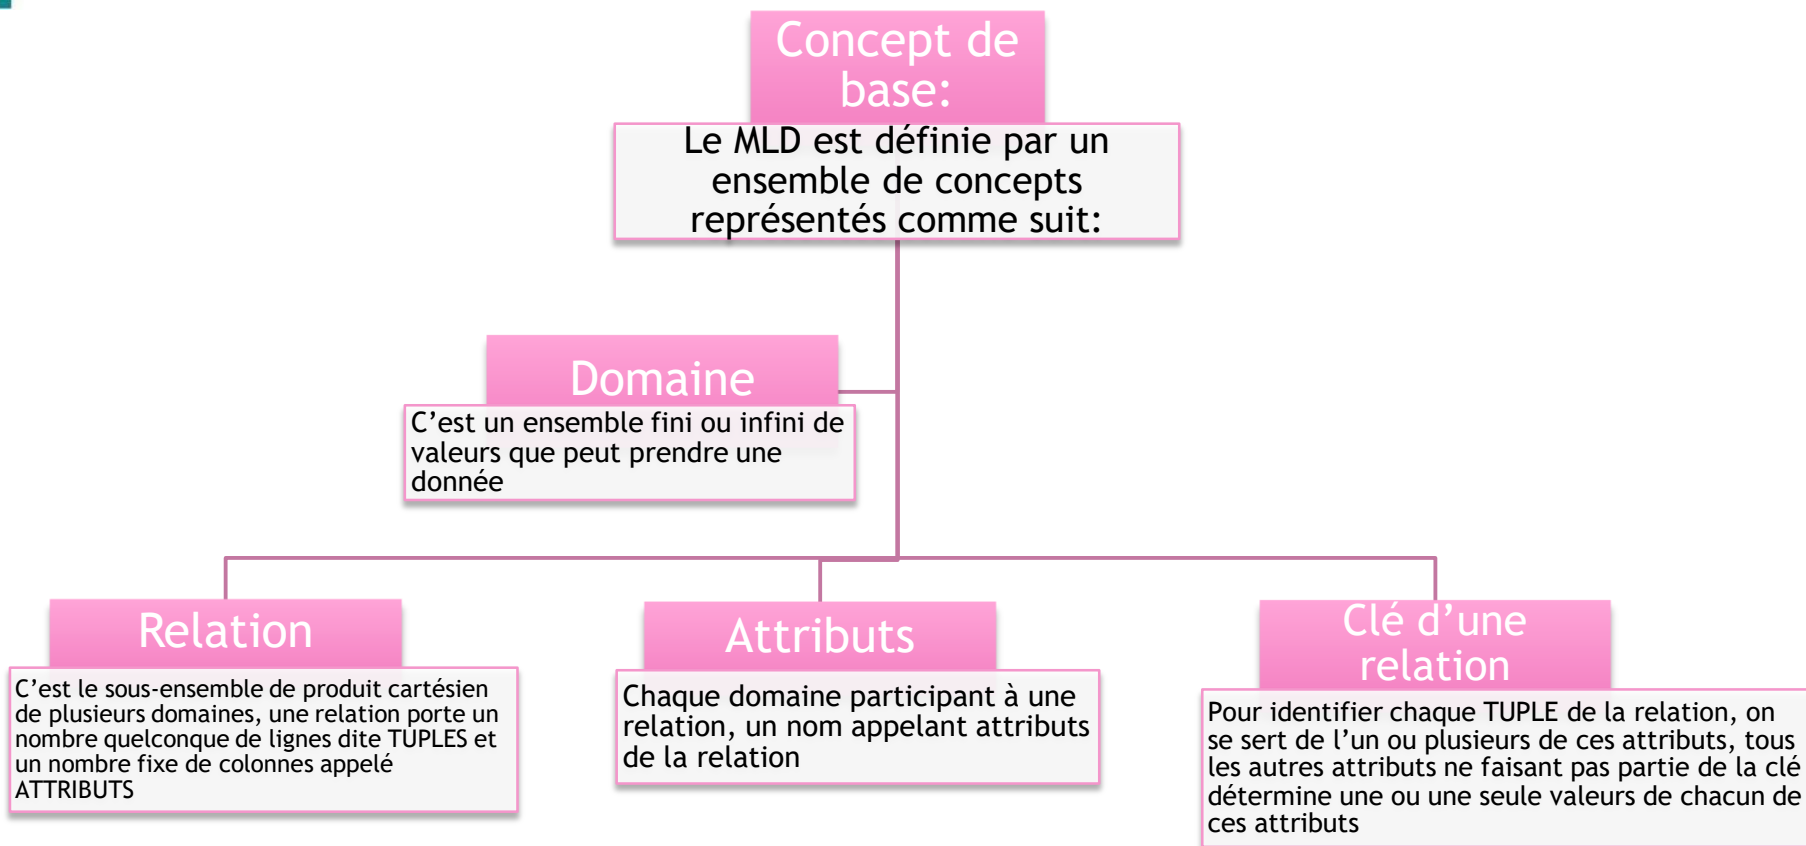 Concept de
base:
Le MLD est définie par un
ensemble de concepts
représentés comme suit:
Domaine
C’est un ensemble fini ou infini de
valeurs que peut prendre une
donnée
Relation
C’est le sous-ensemble de produit cartésien
de plusieurs domaines, une relation porte un
nombre quelconque de lignes dite TUPLES et
un nombre fixe de colonnes appelé
ATTRIBUTS
Attributs
Chaque domaine participant à une
relation, un nom appelant attributs
de la relation
Clé d’une
relation
Pour identifier chaque TUPLE de la relation, on
se sert de l’un ou plusieurs de ces attributs, tous
les autres attributs ne faisant pas partie de la clé
détermine une ou une seule valeurs de chacun de
ces attributs